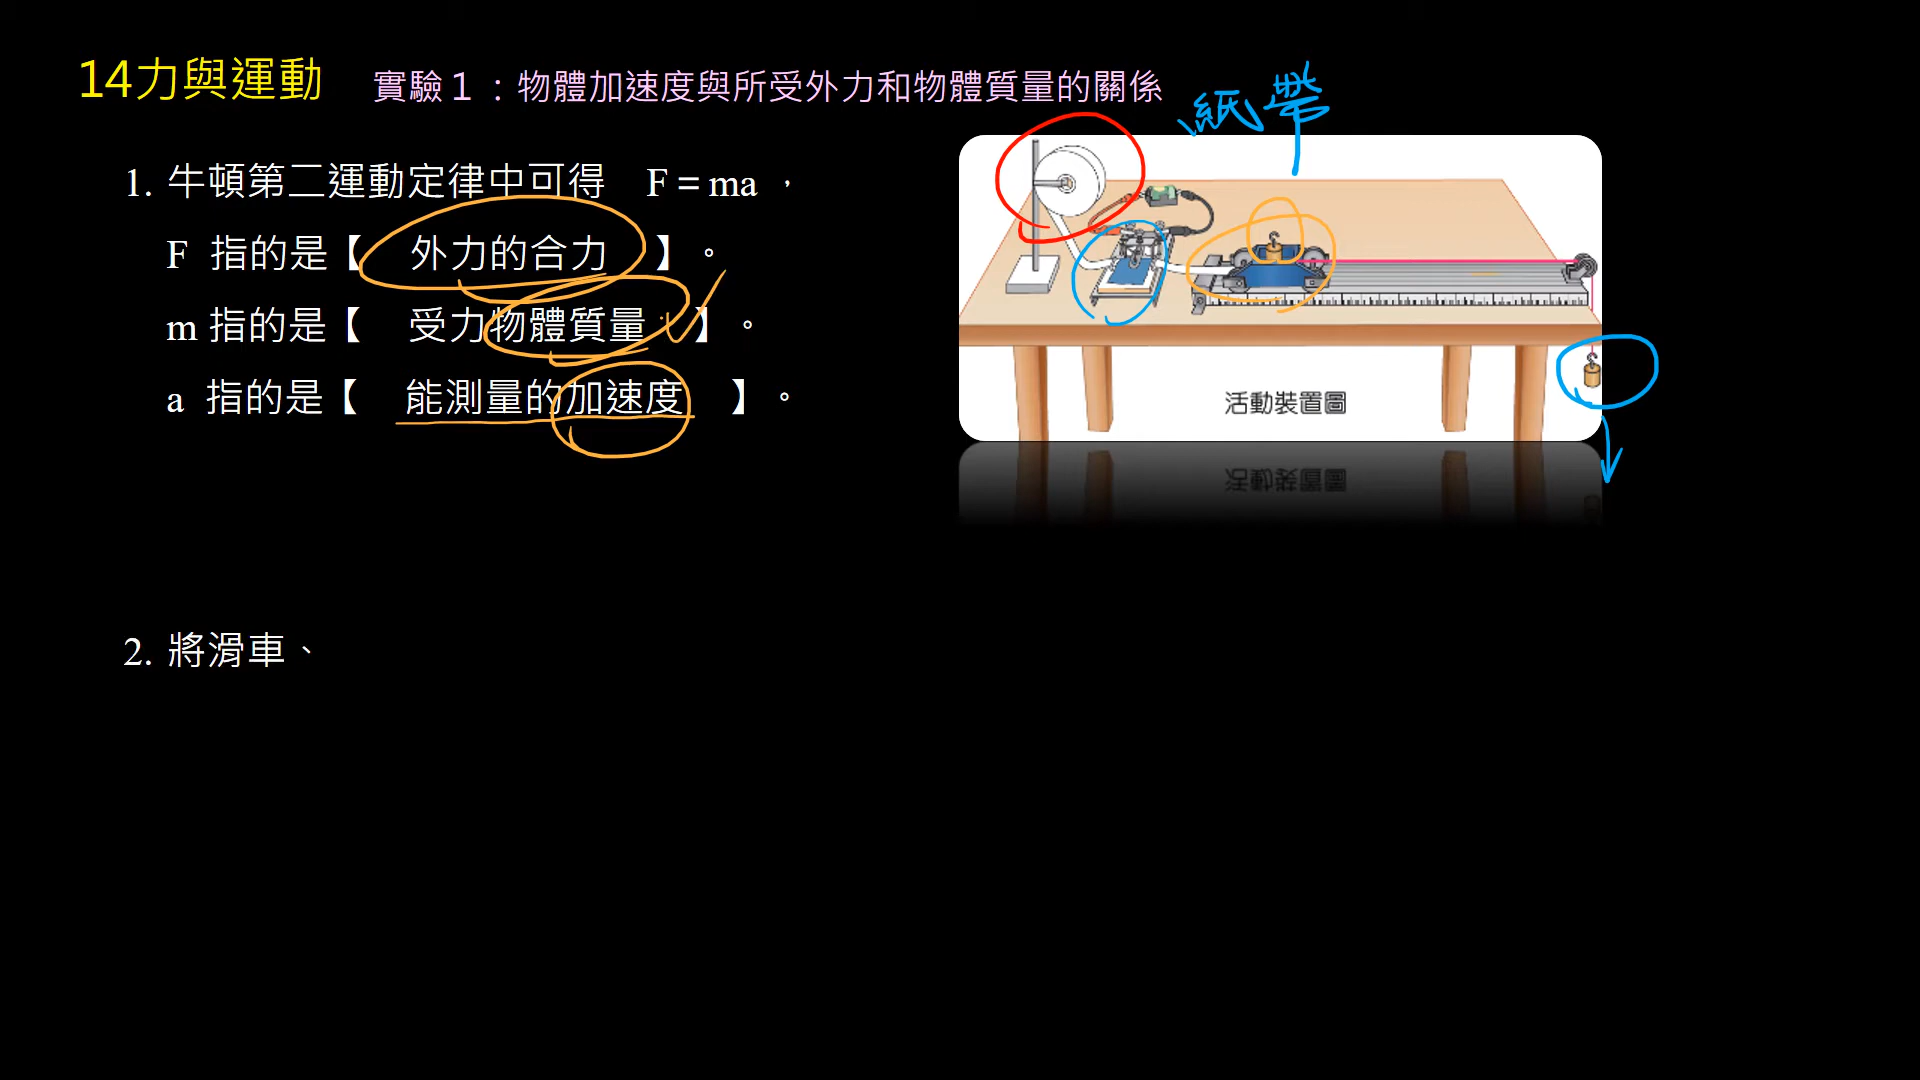 14力與運動
實驗１：物體加速度與所受外力和物體質量的關係
紙帶
1. 牛頓第二運動定律中可得 F＝ma ，
F 指的是【 外力的合力 】。
m 指的是【 受力物體質量 】。
a 指的是【 能測量的加速度 】。
活動裝置圖
2. 將滑車、